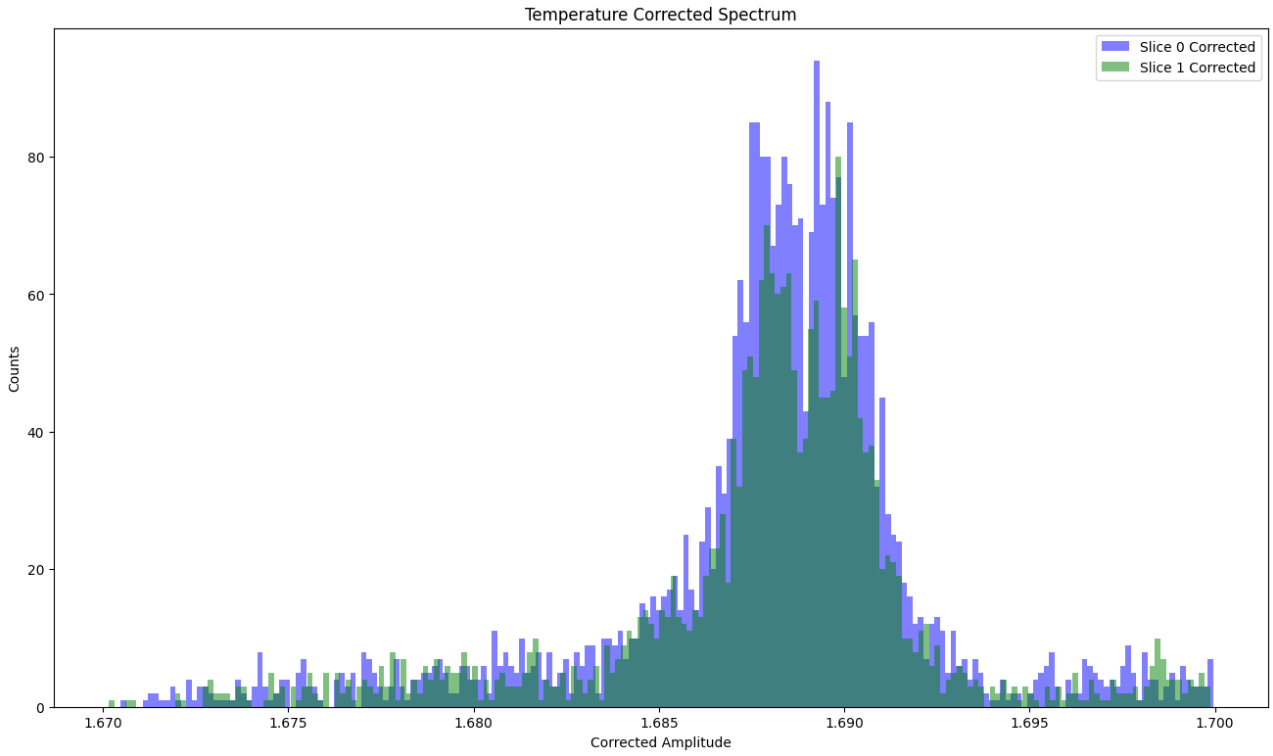 Temperature Corrected Spectrum
Slice 0 Corrected
Slice 1 Corrected
Counts
80
60
40
20
0
1.670 1.675 1.680 1.685 1.690 1.695 1.700
Corrected Amplitude